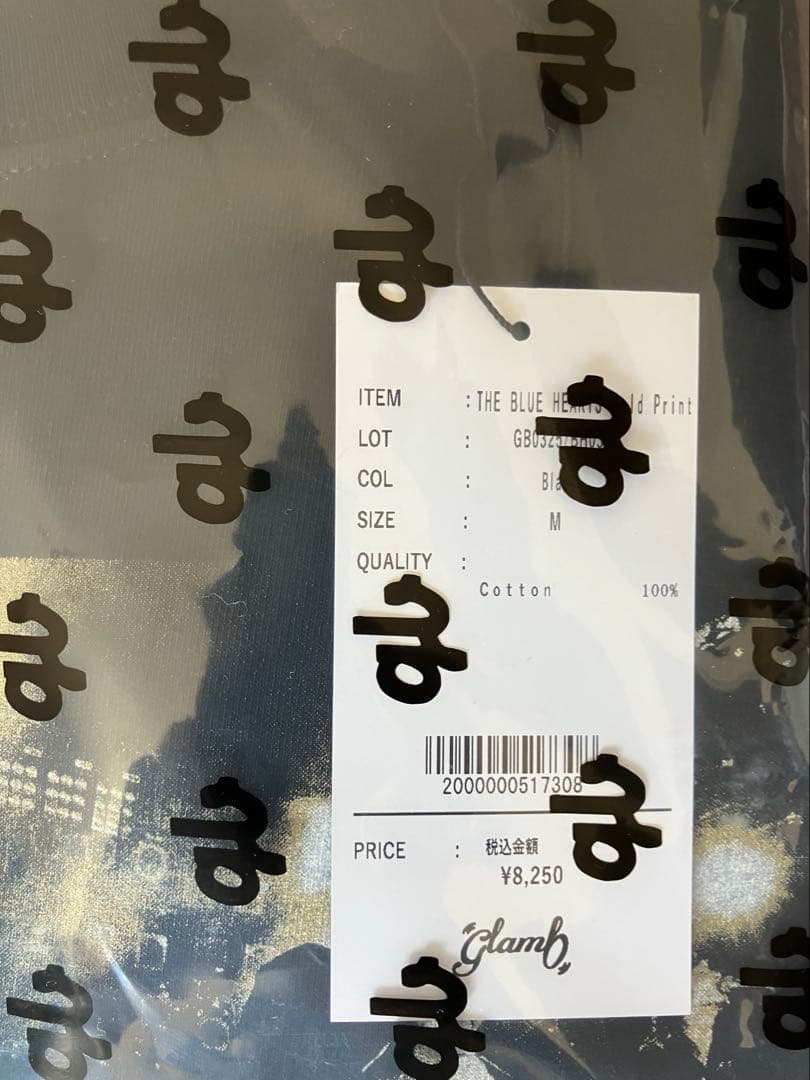 ITEM : THE BLUE HEARTS Print
LOT :
COL :
SIZE : M
QUALITY :
Cotton 100%
2000000517308
PRICE : 税込金額
¥8,250
glamb